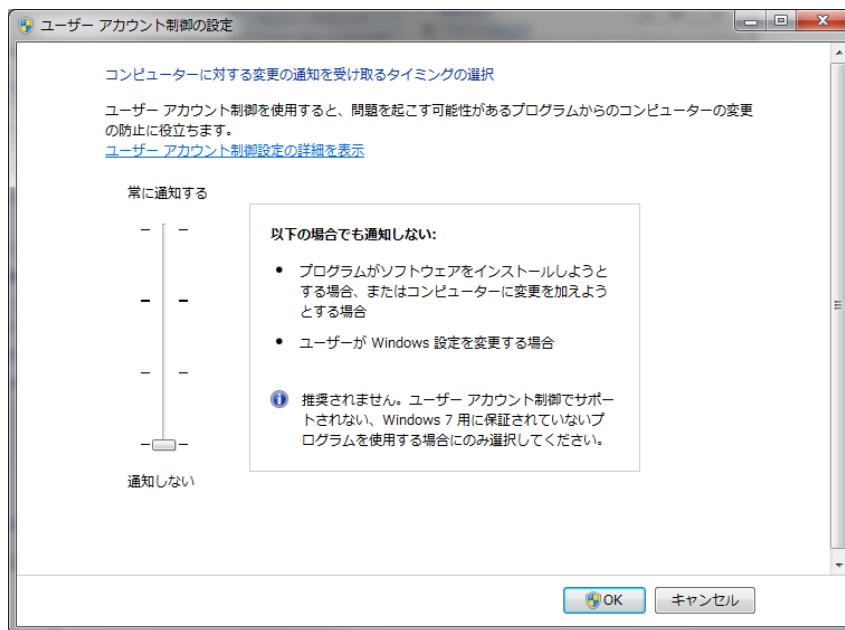 ユーザー アカウント制御の設定
コンピューターに対する変更の通知を受け取るタイミングの選択
ユーザー アカウント制御を使用すると、問題を起こす可能性があるプログラムからのコンピューターの変更
の防止に役立ちます。
ユーザー アカウント制御設定の詳細を表示
常に通知する
以下の場合でも通知しない:
プログラムがソフトウェアをインストールしようと
する場合、またはコンピューターに変更を加えよう
とする場合
ユーザーが Windows 設定を変更する場合
推奨されません。ユーザー アカウント制御でサポー
トされない、Windows 7 用に保証されていないプ
ログラムを使用する場合にのみ選択してください。
通知しない
OK
キャンセル